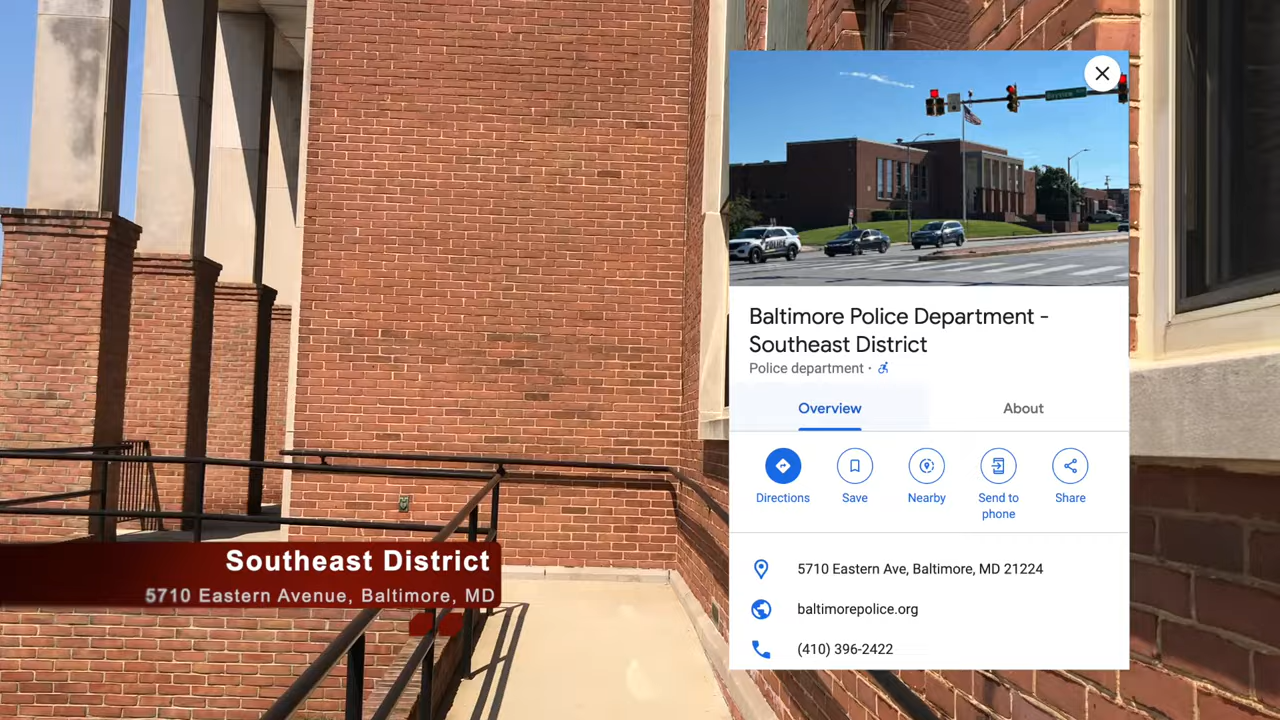 Baltimore Police Department -
Southeast District
Police department ·
Overview
About
Directions
Save
Nearby
Send to
phone
Share
5710 Eastern Ave, Baltimore, MD 21224
baltimorepolice.org
(410) 396-2422
Southeast District
5710 Eastern Avenue, Baltimore, MD
POLICE